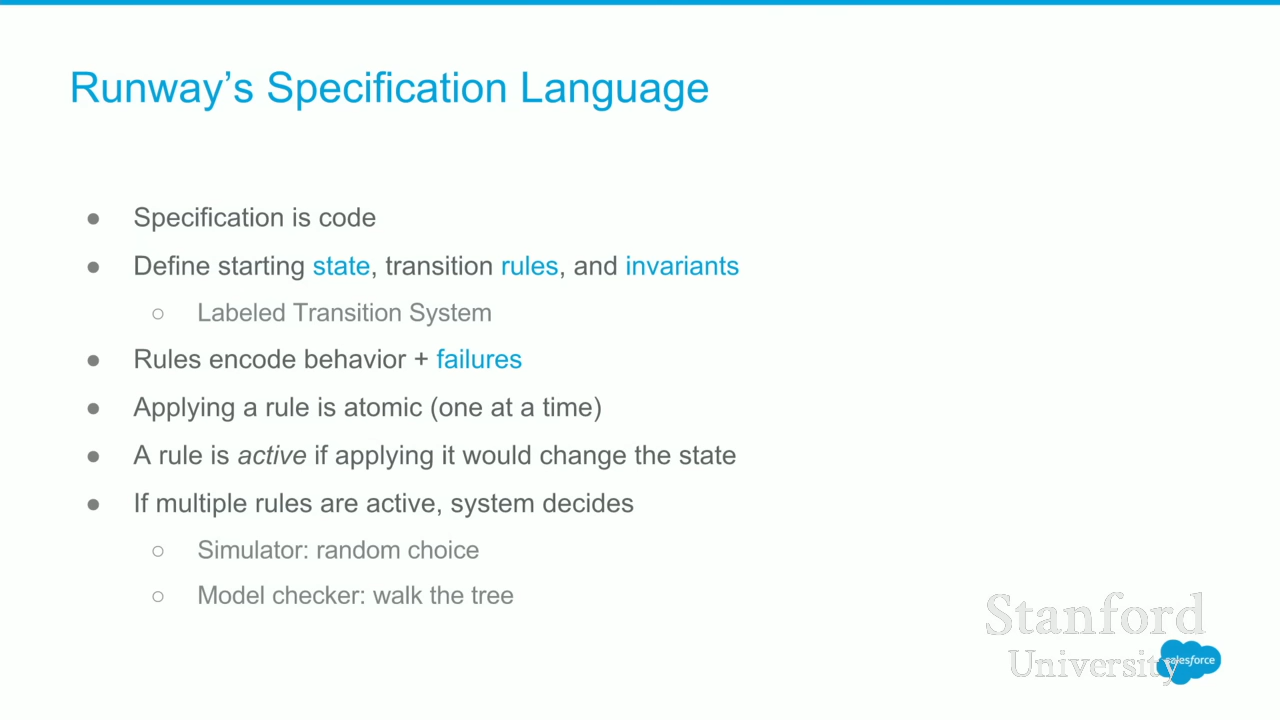 Runway’s Specification Language
● Specification is code
● Define starting state, transition rules, and invariants
○ Labeled Transition System
● Rules encode behavior + failures
● Applying a rule is atomic (one at a time)
● A rule is active if applying it would change the state
● If multiple rules are active, system decides
○ Simulator: random choice
○ Model checker: walk the tree
Stanford
University
salesforce